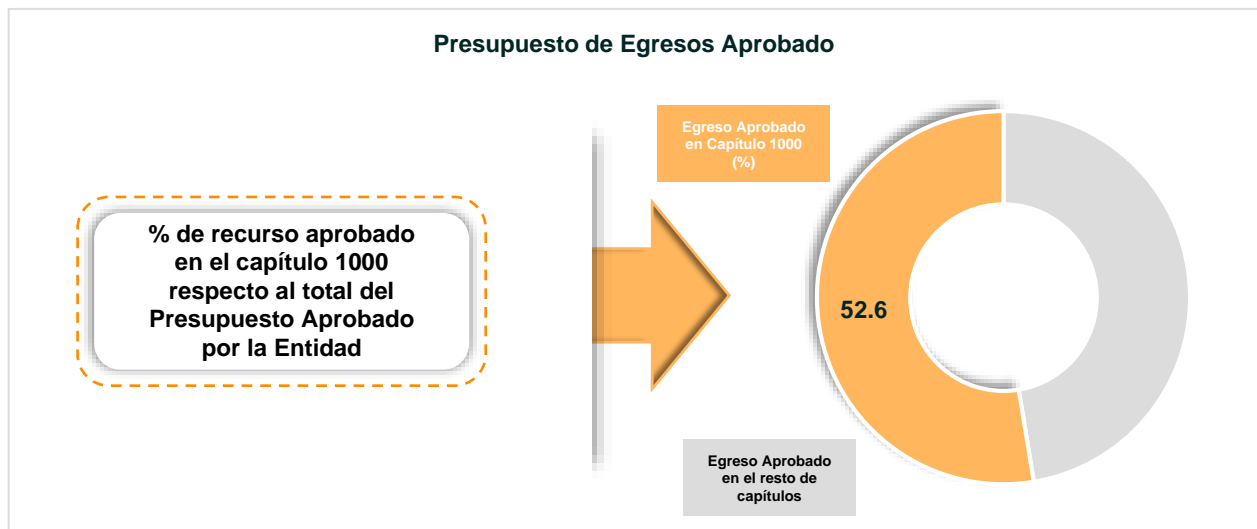 Presupuesto de Egresos Aprobado
Egreso Aprobado
en Capítulo 1000
(%)
% de recurso aprobado
en el capítulo 1000
respecto al total del
Presupuesto Aprobado
por la Entidad
52.6
Egreso Aprobado
en el resto de
capítulos